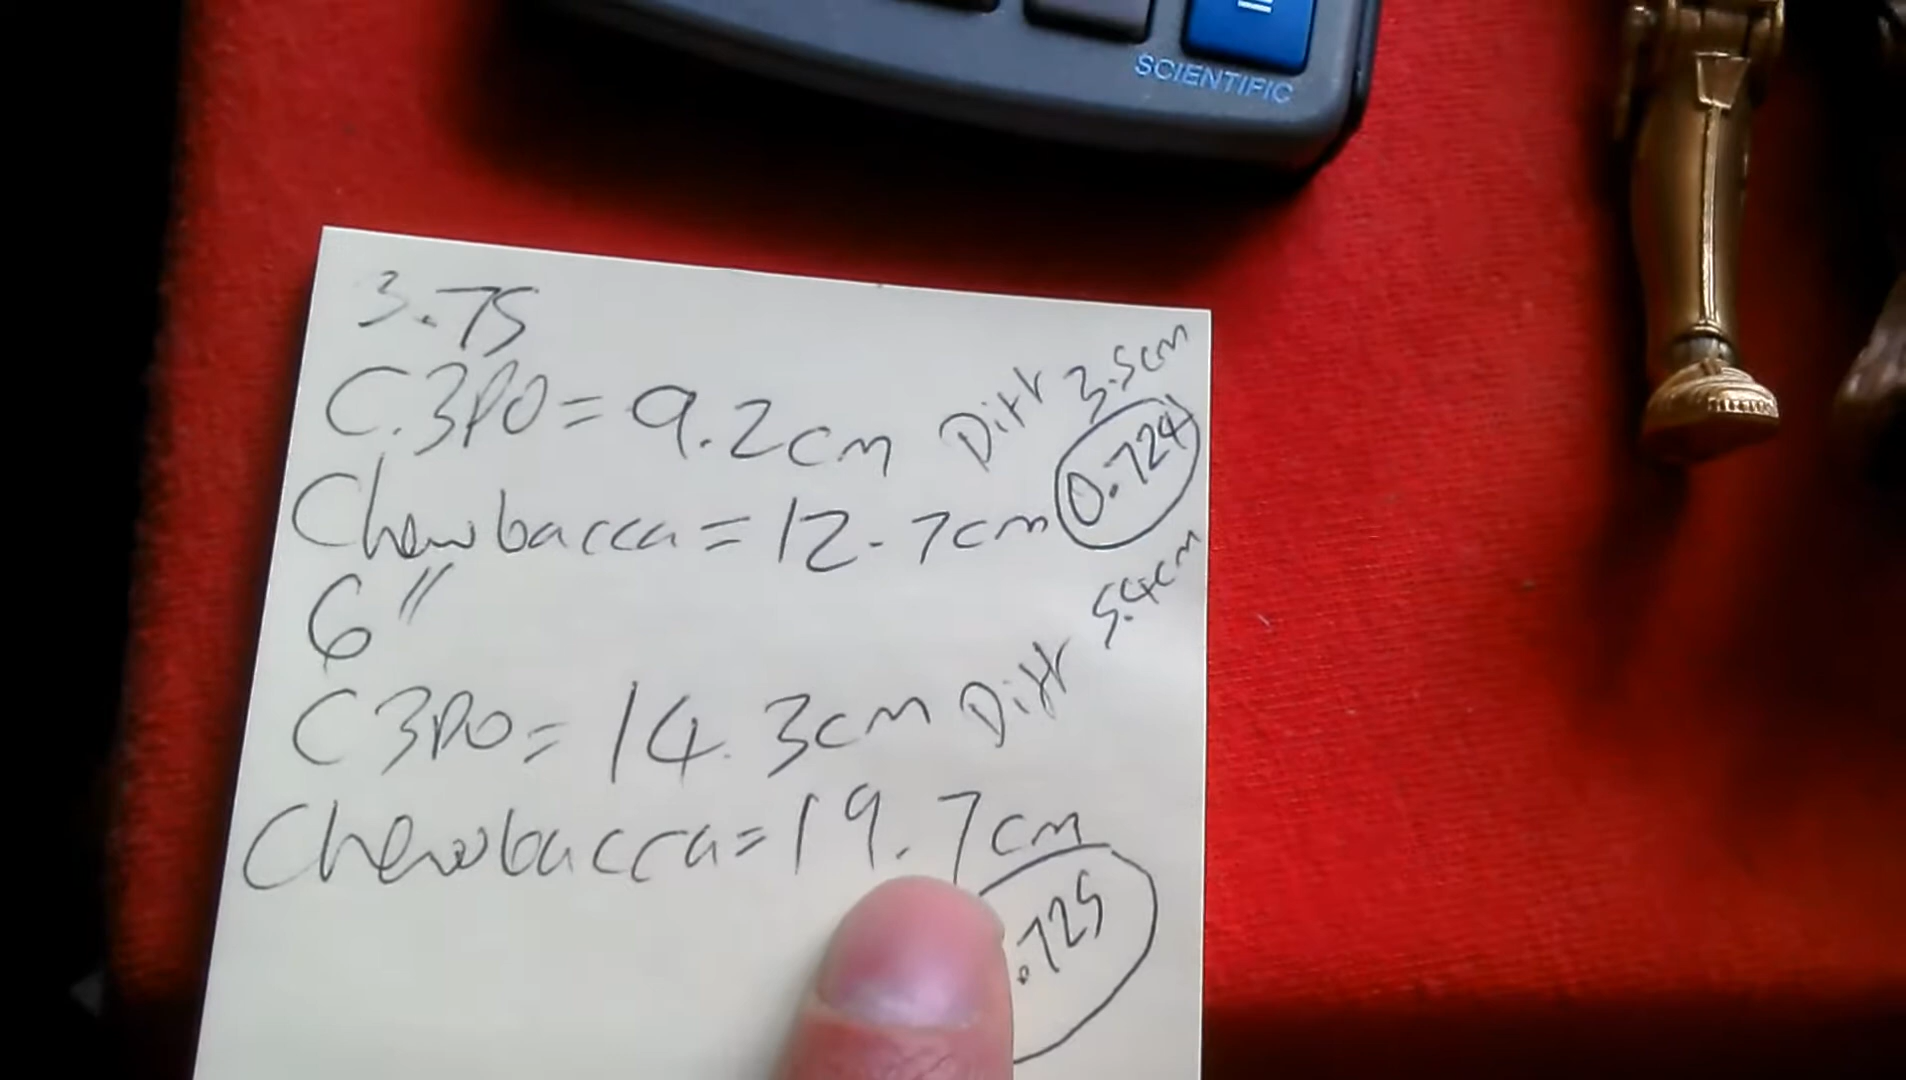 SCIENTIFIC
3.75
C.3PO = 9.2cm Diff 3.5cm
0.724
Chewbacca = 12.7cm
6"
C3PO = 14.3cm Diff 5.4cm
Chewbacca = 19.7cm
.725